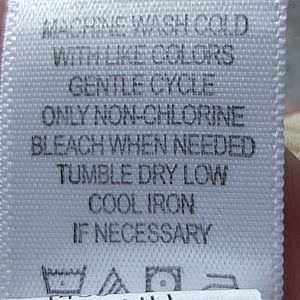 MACHINE WASH COLD
WITH LIKE COLORS
GENTLE CYCLE
ONLY NON-CHLORINE
BLEACH WHEN NEEDED
TUMBLE DRY LOW
COOL IRON
IF NECESSARY